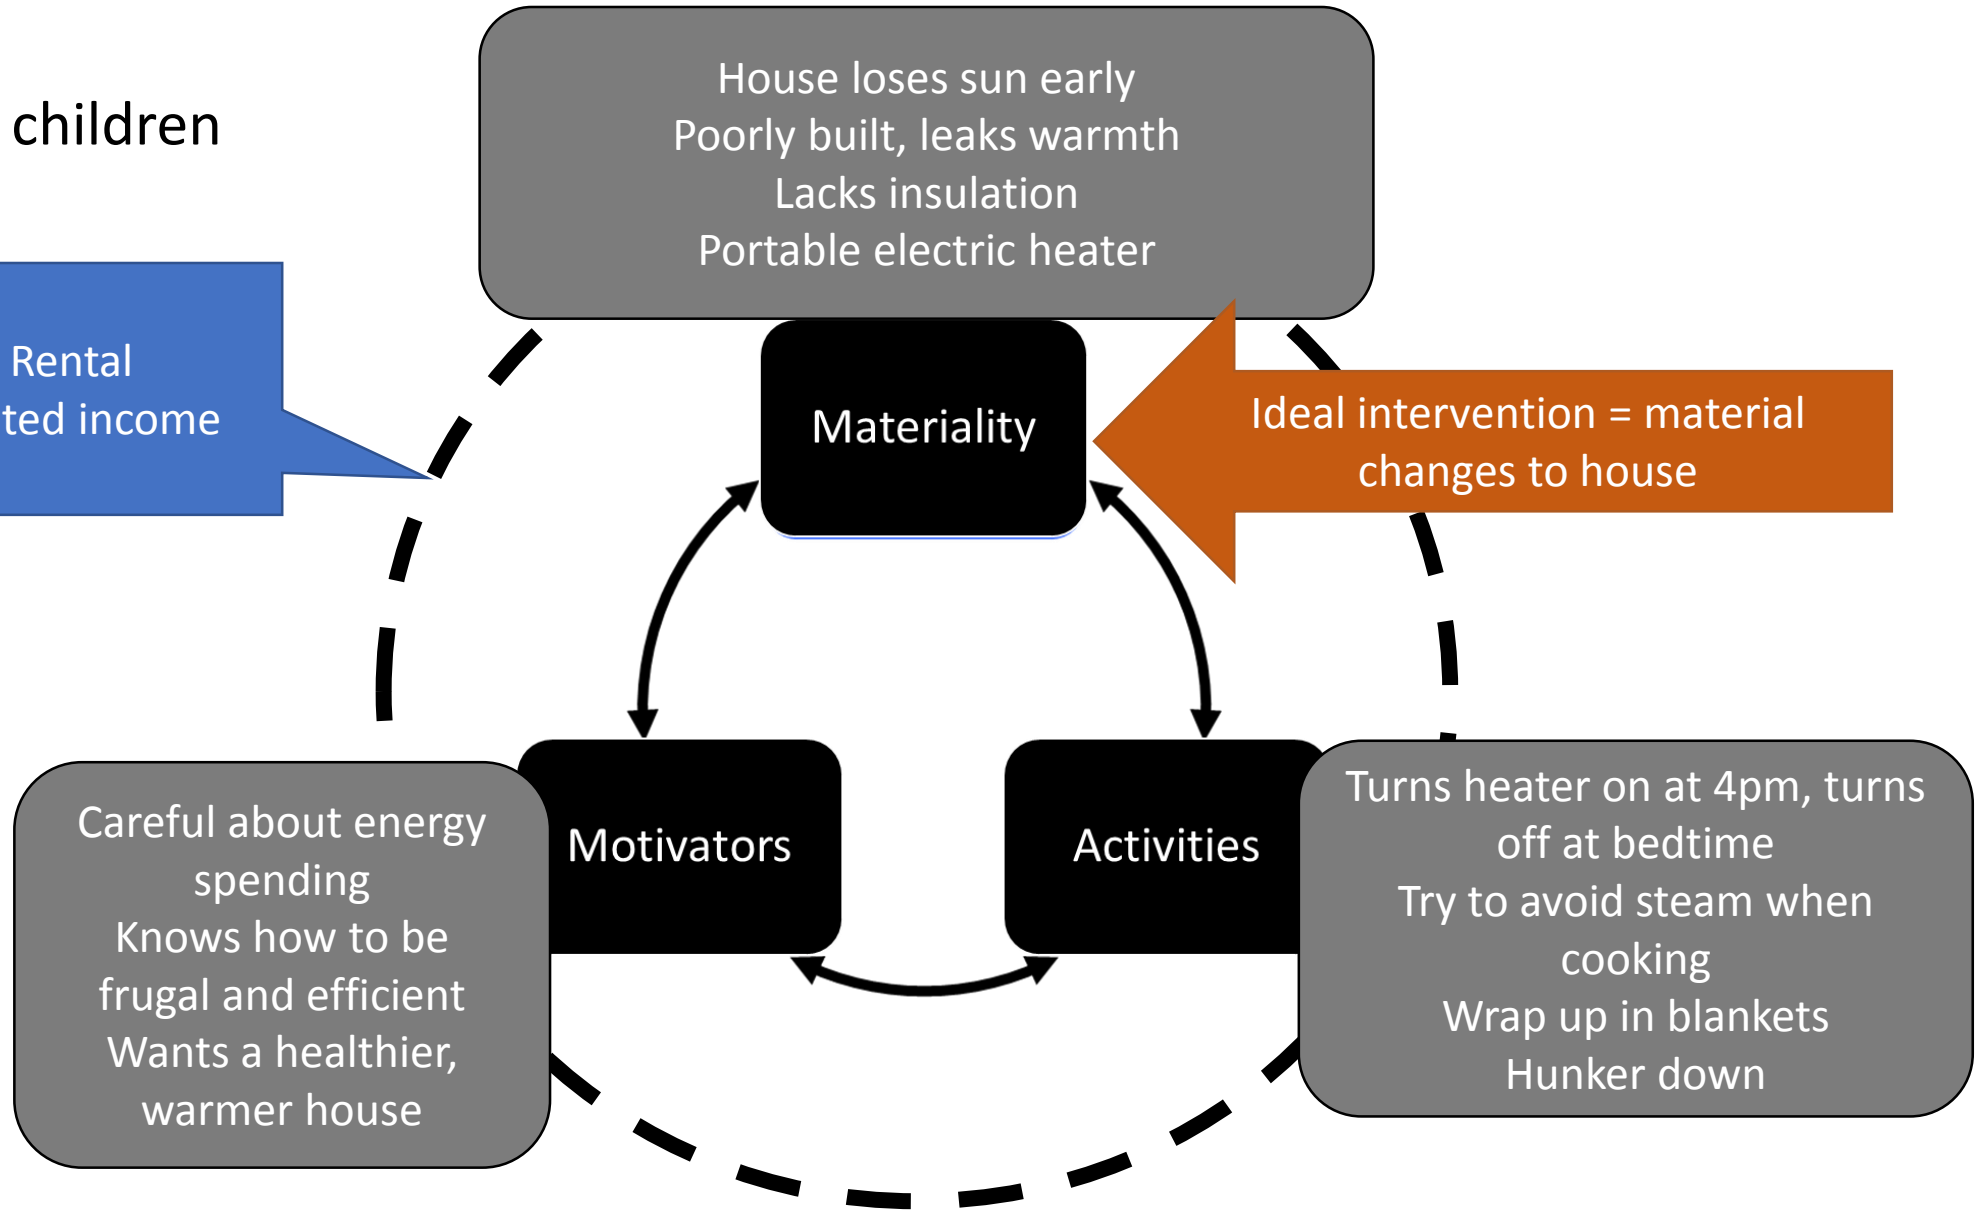 House loses sun early
Poorly built, leaks warmth
Lacks insulation
Portable electric heater
children
Rental
ted income
Materiality
Ideal intervention = material
changes to house
Careful about energy
spending
Knows how to be
frugal and efficient
Wants a healthier,
warmer house
Motivators
Activities
Turns heater on at 4pm, turns
off at bedtime
Try to avoid steam when
cooking
Wrap up in blankets
Hunker down